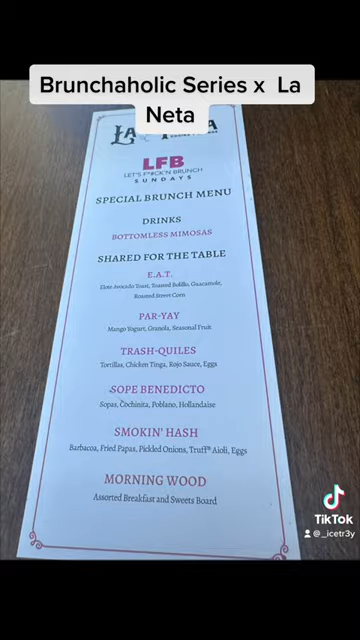 Brunchaholic Series x La
Neta
LFB
LET'S F*#CK'N BRUNCH
SUNDAYS
SPECIAL BRUNCH MENU
DRINKS
BOTTOMLESS MIMOSAS
SHARED FOR THE TABLE
E.A.T.
Elote Avocado Toast, Toasted Bolillo, Guacamole,
Roasted Street Corn
PAR-YAY
Mango Yogurt, Granola, Seasonal Fruit
TRASH-QUILES
Tortillas, Chicken Tinga, Rojo Sauce, Eggs
SOPE BENEDICTO
Sopas, Cochinita, Poblano, Hollandaise
SMOKIN' HASH
Barbacoa, Fried Papas, Pickled Onions, Truff® Aioli, Eggs
MORNING WOOD
Assorted Breakfast and Sweets Board
TikTok
@_icetr3y